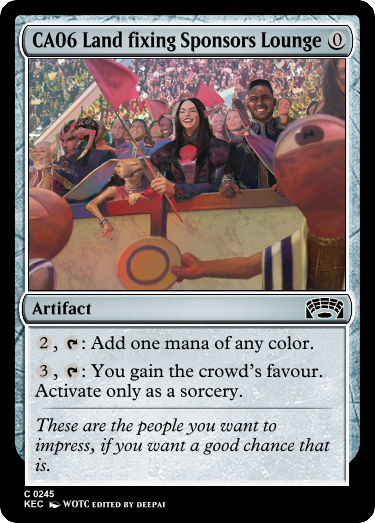 CA06 Land fixing Sponsors Lounge 0
Artifact
2, : Add one mana of any color.
3, : You gain the crowd's favour.
Activate only as a sorcery.
These are the people you want to
impress, if you want a good chance that
is.
C 0245
KEC WOTC EDITED BY DEEPAI